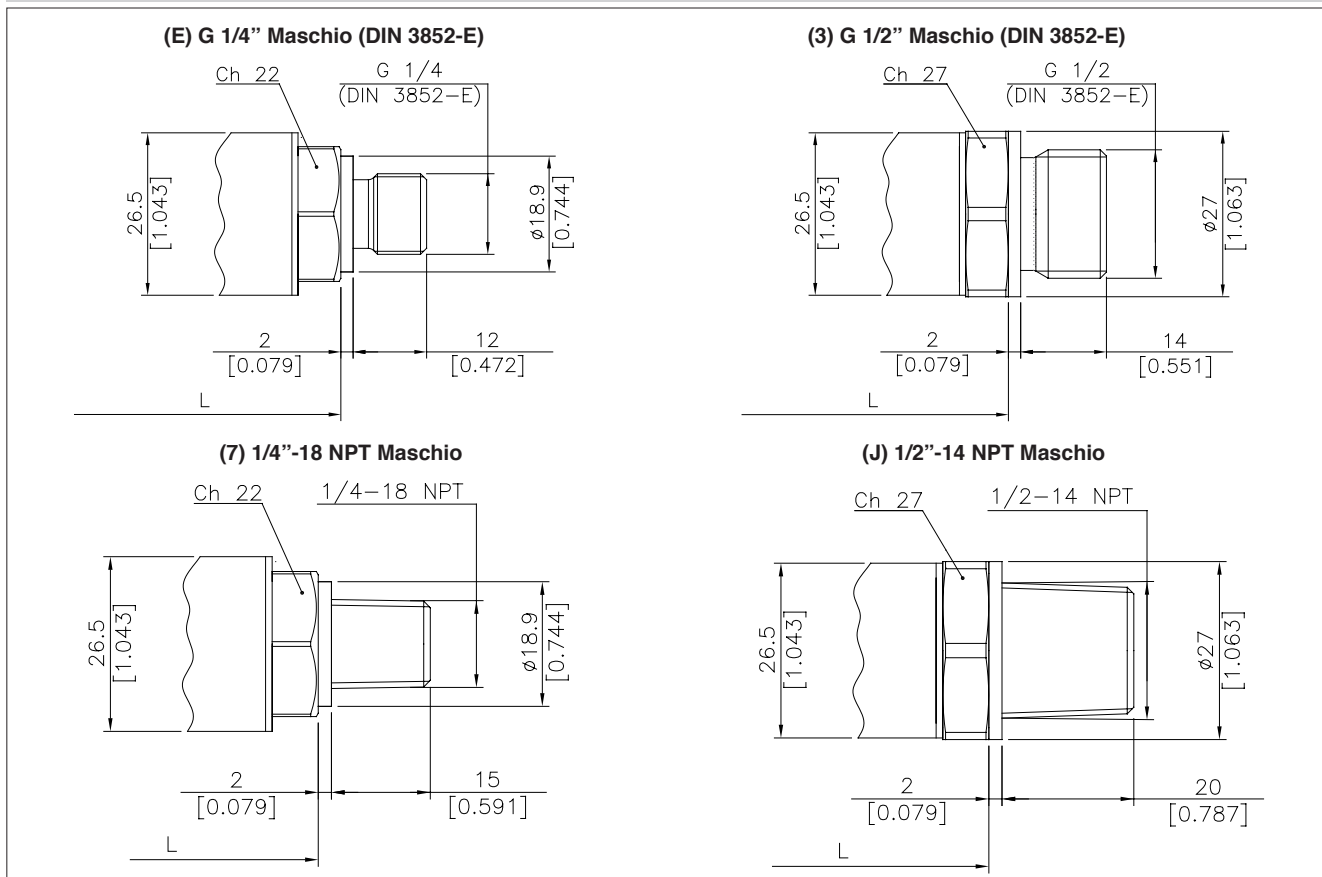 (E) G 1/4” Maschio (DIN 3852-E)
Ch 22
G 1/4
(DIN 3852-E)
26.5
[1.043]
ø18.9
[0.744]
2
[0.079]
12
[0.472]
L
(3) G 1/2” Maschio (DIN 3852-E)
Ch 27
G 1/2
(DIN 3852-E)
26.5
[1.043]
ø27
[1.063]
2
[0.079]
14
[0.551]
L
(7) 1/4”-18 NPT Maschio
Ch 22
1/4-18 NPT
26.5
[1.043]
ø18.9
[0.744]
2
[0.079]
15
[0.591]
L
(J) 1/2”-14 NPT Maschio
Ch 27
1/2-14 NPT
26.5
[1.043]
ø27
[1.063]
2
[0.079]
20
[0.787]
L